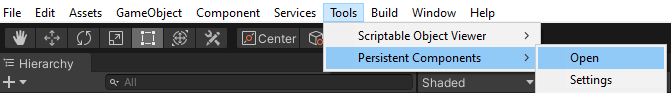 File Edit Assets GameObject Component Services Tools Build Window Help
Center
Scriptable Object Viewer
Persistent Components
Open
Settings
Hierarchy
All
Shaded